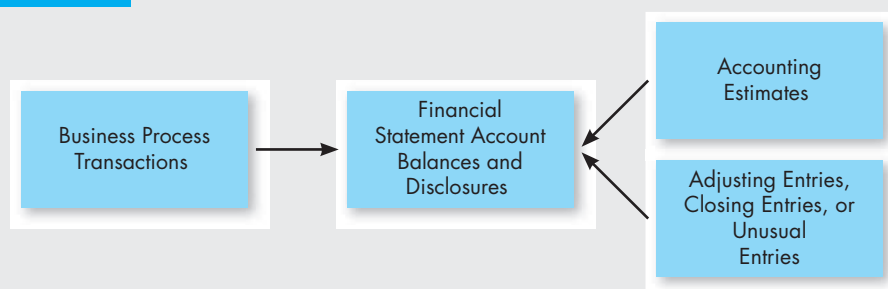 Business Process
Transactions
Financial
Statement Account
Balances and
Disclosures
Accounting
Estimates
Adjusting Entries,
Closing Entries, or
Unusual
Entries